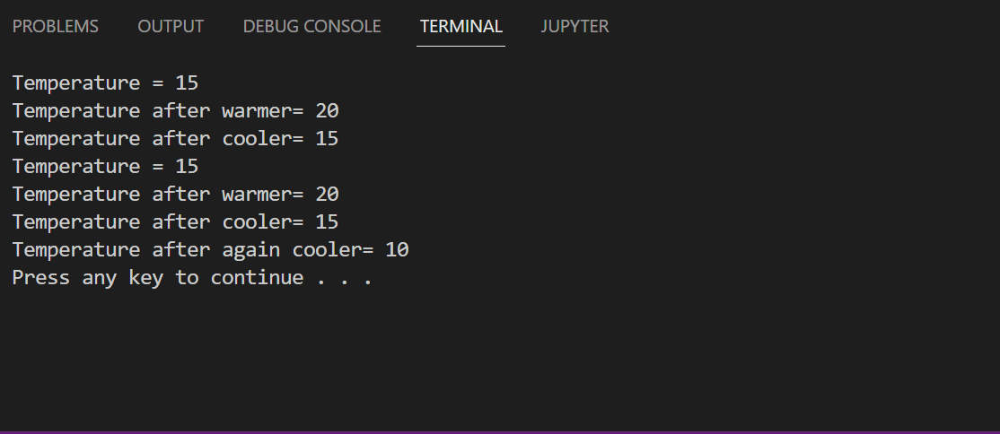 PROBLEMS OUTPUT DEBUG CONSOLE TERMINAL JUPYTER
Temperature = 15
Temperature after warmer= 20
Temperature after cooler= 15
Temperature = 15
Temperature after warmer= 20
Temperature after cooler= 15
Temperature after again cooler= 10
Press any key to continue . . .